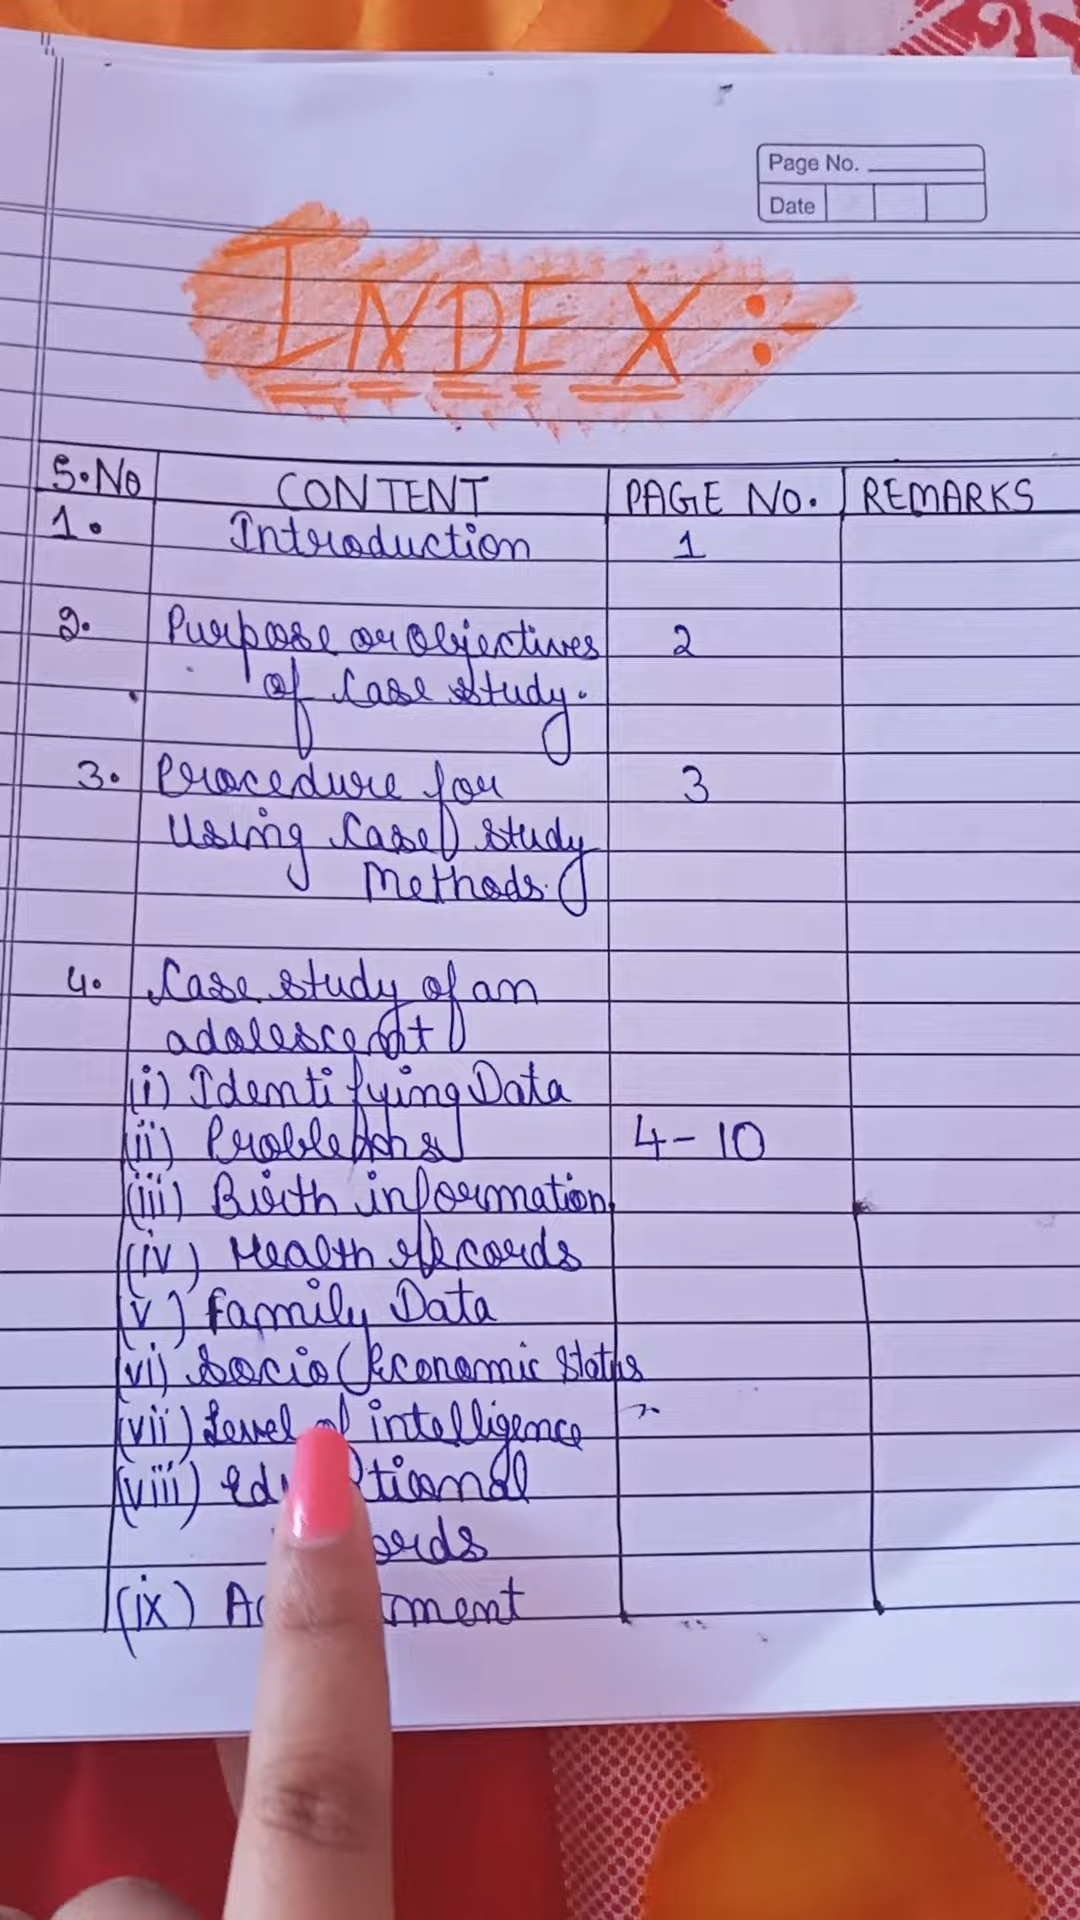 Page No.
Date
INDEX :-
S.No CONTENT PAGE No. REMARKS
1. Introduction 1
2. Purpose or objectives 2
of case study.
3. Procedure for 3
Using case study
Methods.
4. Case study of an
adolescent
(i) Identifying Data
(ii) Problems 4-10
(iii) Birth information
(iv) Health records
(v) family Data
(vi) Socio Economic Status
(vii) Level of intelligence
(viii)
(ix)